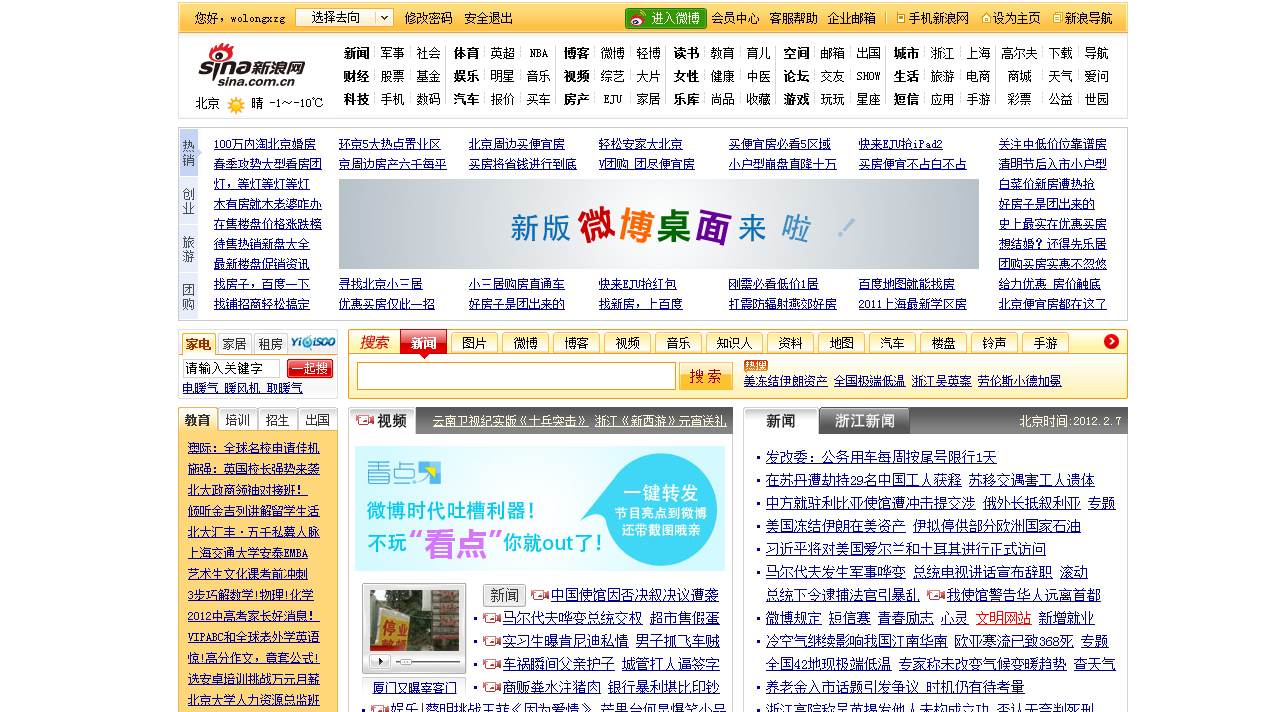 您好，wolongxzg 选择去向 修改密码 安全退出 进入微博 会员中心 客服帮助 企业邮箱 手机新浪网 设为主页 新浪导航
sina新浪网
sina.com.cn
北京 晴 -1～-10℃
新闻 军事 社会 体育 英超 NBA 博客 微博 轻博 读书 教育 育儿 空间 邮箱 出国 城市 浙江 上海 高尔夫 下载 导航
财经 股票 基金 娱乐 明星 音乐 视频 综艺 大片 女性 健康 中医 论坛 交友 SHOW 生活 旅游 电商 商城 天气 爱问
科技 手机 数码 汽车 报价 买车 房产 EJU 家居 乐库 尚品 收藏 游戏 玩玩 星座 短信 应用 手游 彩票 公益 世园
热销
创业
旅游
团购
100万内淘北京婚房 环京5大热点置业区 北京周边买便宜房 轻松安家大北京 买便宜房必看5区域 快来EJU抢iPad2 关注中低价位靠谱房
春季攻势大型看房团 京周边房产六千每平 买房将省钱进行到底 V团购 团尽便宜房 小户型崩盘直降十万 买房便宜不占白不占 清明节后入市小户型
灯，等灯等灯等灯 白菜价新房遭热抢
木有房就木老婆咋办 好房子是团出来的
在售楼盘价格涨跌榜 史上最实在优惠买房
待售热销新盘大全 想结婚？还得先乐居
最新楼盘促销资讯 团购买房实惠不忽悠
新版微博桌面来啦！
找房子，百度一下 寻找北京小三居 小三居购房直通车 快来EJU抢红包 刚需必看低价1居 百度地图就能找房 给力优惠 房价触底
找铺招商轻松搞定 优惠买房仅此一招 好房子是团出来的 找新房，上百度 打震防辐射燕郊好房 2011上海最新学区房 北京便宜房都在这了
家电 家居 租房 YiQiSOO
请输入关键字 一起搜
电暖气 暖风机 取暖气
搜索 新闻 图片 微博 博客 视频 音乐 知识人 资料 地图 汽车 楼盘 铃声 手游
搜索
热搜
美冻结伊朗资产 全国极端低温 浙江吴英案 劳伦斯小德加冕
教育 培训 招生 出国
澳际：全球名校申请佳机
施强：英国校长强势来袭
北大政商领袖对接班！
倾听金吉列讲解留学生活
北大汇丰·五千私募人脉
上海交通大学安泰EMBA
艺术生文化课考前冲刺
3步巧解数学!物理!化学
2012中高考家长好消息！
VIPABC和全球老外学英语
惊!高分作文，竟套公式!
选安卓培训挑战万元月薪
北京大学人力资源总监班
视频 云南卫视纪实版《十兵突击》 浙江《新西游》元宵送礼
看点
微博时代吐槽利器！
不玩“看点”你就out了！
一键转发
节目亮点到微博
还带截图哦亲
停业
厦门又曝宰客门
新闻 中国使馆因否决叙决议遭袭
马尔代夫哗变总统交权 超市售假蛋
实习生曝肯尼迪私情 男子抓飞车贼
车祸瞬间父亲护子 城管打人逼签字
商贩粪水注猪肉 银行暴利堪比印钞
娱乐|蔡明挑战王菲《因为爱情》 芒果台何炅爆笑小品
新闻 浙江新闻 北京时间:2012.2.7
发改委：公务用车每周按尾号限行1天
在苏丹遭劫持29名中国工人获释 苏移交遇害工人遗体
中方就驻利比亚使馆遭冲击提交涉 俄外长抵叙利亚 专题
美国冻结伊朗在美资产 伊拟停供部分欧洲国家石油
习近平将对美国爱尔兰和土耳其进行正式访问
马尔代夫发生军事哗变 总统电视讲话宣布辞职 滚动
总统下令逮捕法官引暴乱 我使馆警告华人远离首都
微博规定 短信寨 青春励志 心灵 文明网站 新增就业
冷空气继续影响我国江南华南 欧亚寒流已致368死 专题
全国42地现极端低温 专家称未改变气候变暖趋势 查天气
养老金入市话题引发争议 时机仍有待考量
浙江高院称吴英揭发他人未构成立功 否认无产判死刑